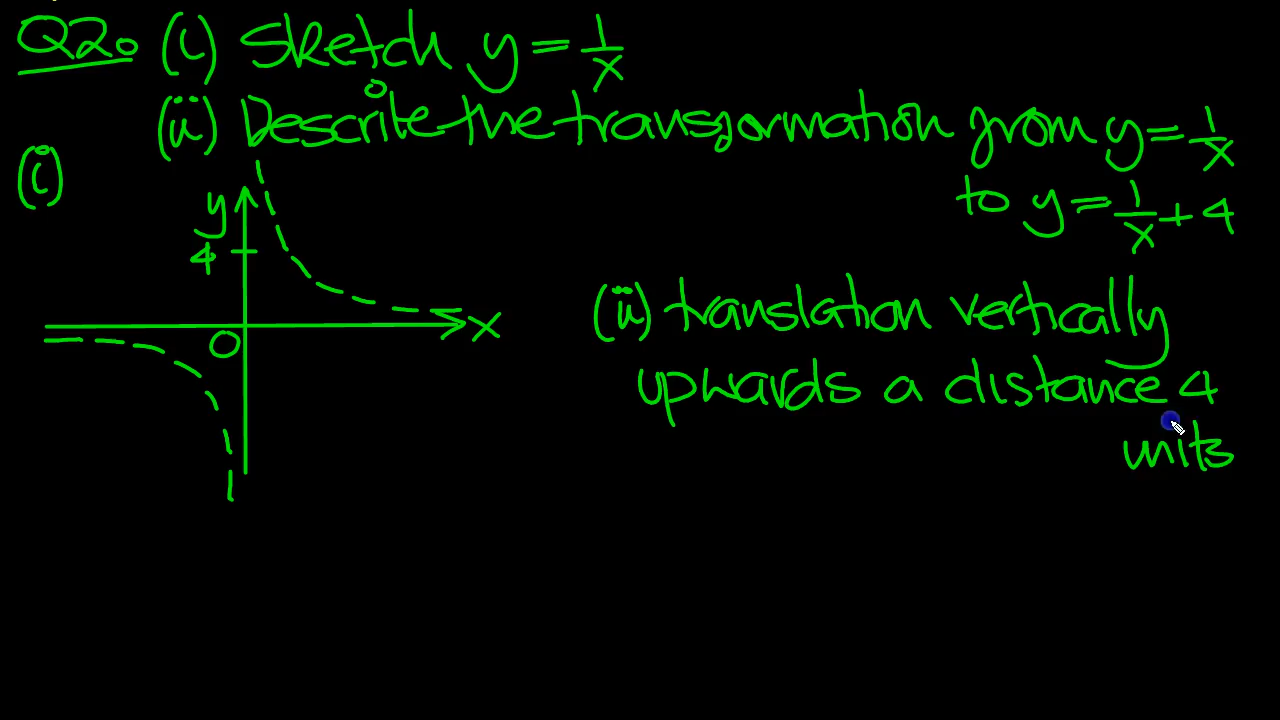 Q2. (i) Sketch y = 1/x
(ii) Describe the transformation from y = 1/x
to y = 1/x + 4
(i)
y
4
x
0
(ii) translation vertically
upwards a distance 4
units